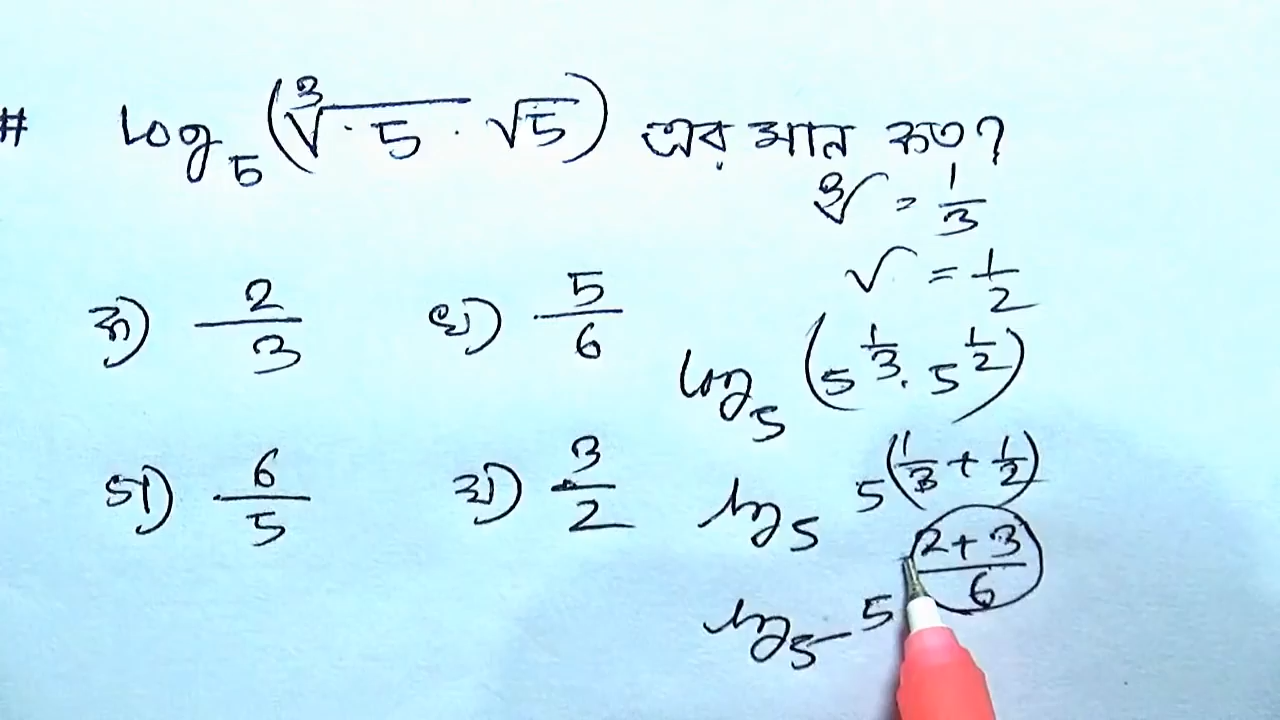 # log₅(∛5 · √5) এর মান কত?
∛ = 1/3
√ = 1/2
ক) 2/3 খ) 5/6
গ) 6/5 ঘ) 3/2
log₅ (5^(1/3) · 5^(1/2))
log₅ 5^(1/3 + 1/2)
log₅ 5^((2+3)/6)